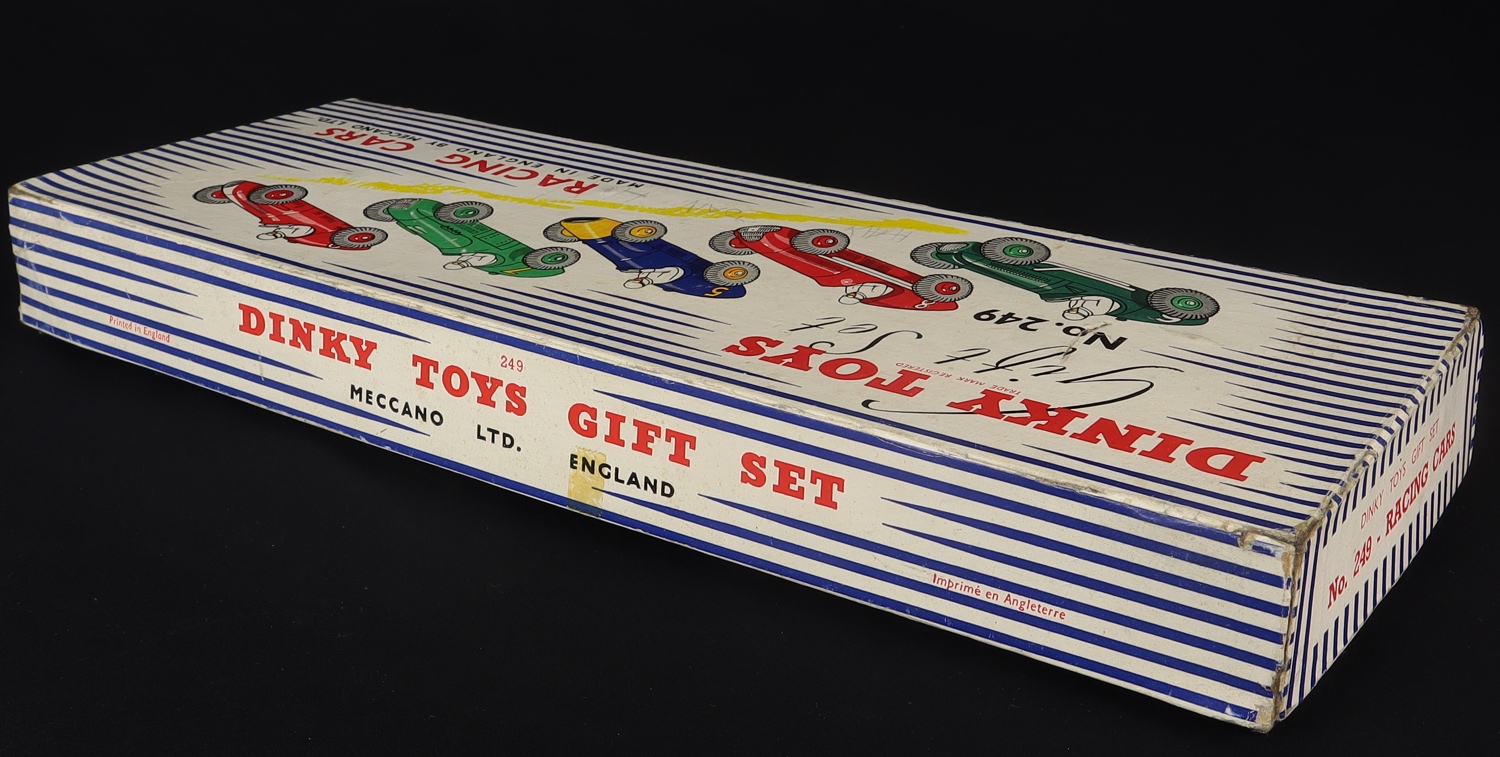 DINKY TOYS
TRADE MARK REGISTERED
Gift Set
NO. 249
5
RACING CARS
MADE IN ENGLAND BY MECCANO LTD.
249
DINKY TOYS GIFT SET
MECCANO LTD. ENGLAND
Printed in England
Imprimé en Angleterre
DINKY TOYS GIFT SET
No. 249 - RACING CARS